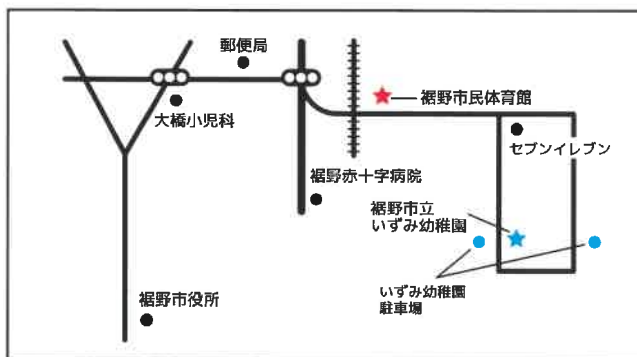 郵便局
裾野市民体育館
大橋小児科
セブンイレブン
裾野赤十字病院
裾野市立
いずみ幼稚園
いずみ幼稚園
駐車場
裾野市役所